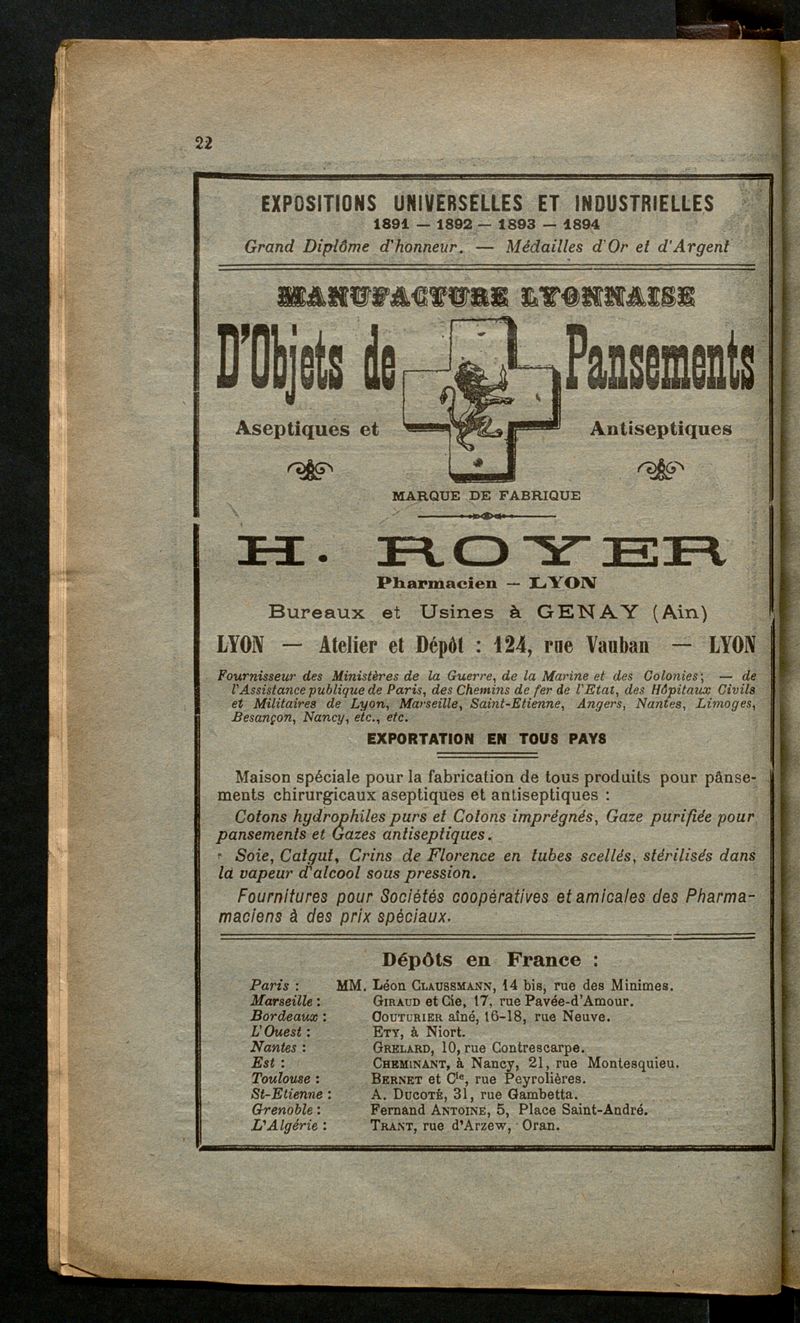 22
EXPOSITIONS UNIVERSELLES ET INDUSTRIELLES
1891 — 1892 — 1893 — 1894
Grand Diplôme d'honneur. — Médailles d'Or et d'Argent
MANUFACTURE LYONNAISE
D'Objets de Pansements
Aseptiques et Antiseptiques
MARQUE DE FABRIQUE
H. ROYER
Pharmacien — LYON
Bureaux et Usines à GENAY (Ain)
LYON — Atelier et Dépôt : 124, rue Vauban — LYON
Fournisseur des Ministères de la Guerre, de la Marine et des Colonies; — de
l'Assistance publique de Paris, des Chemins de fer de l'Etat, des Hôpitaux Civils
et Militaires de Lyon, Marseille, Saint-Etienne, Angers, Nantes, Limoges,
Besançon, Nancy, etc., etc.
EXPORTATION EN TOUS PAYS
Maison spéciale pour la fabrication de tous produits pour panse-
ments chirurgicaux aseptiques et antiseptiques :
Cotons hydrophiles purs et Cotons imprégnés, Gaze purifiée pour
pansements et Gazes antiseptiques.
Soie, Catgut, Crins de Florence en tubes scellés, stérilisés dans
la vapeur d'alcool sous pression.
Fournitures pour Sociétés coopératives et amicales des Pharma-
maciens à des prix spéciaux.
Dépôts en France :
Paris : MM. Léon CLAUSSMANN, 14 bis, rue des Minimes.
Marseille : GIRAUD et Cie, 17, rue Pavée-d'Amour.
Bordeaux : COUTURIER aîné, 16-18, rue Neuve.
L'Ouest : ETY, à Niort.
Nantes : GRELARD, 10, rue Contrescarpe.
Est : CHEMINANT, à Nancy, 21, rue Montesquieu.
Toulouse : BERNET et Cie, rue Peyrolières.
St-Etienne : A. DUCOTÉ, 31, rue Gambetta.
Grenoble : Fernand ANTOINE, 5, Place Saint-André.
L'Algérie : TRANT, rue d'Arzew, Oran.